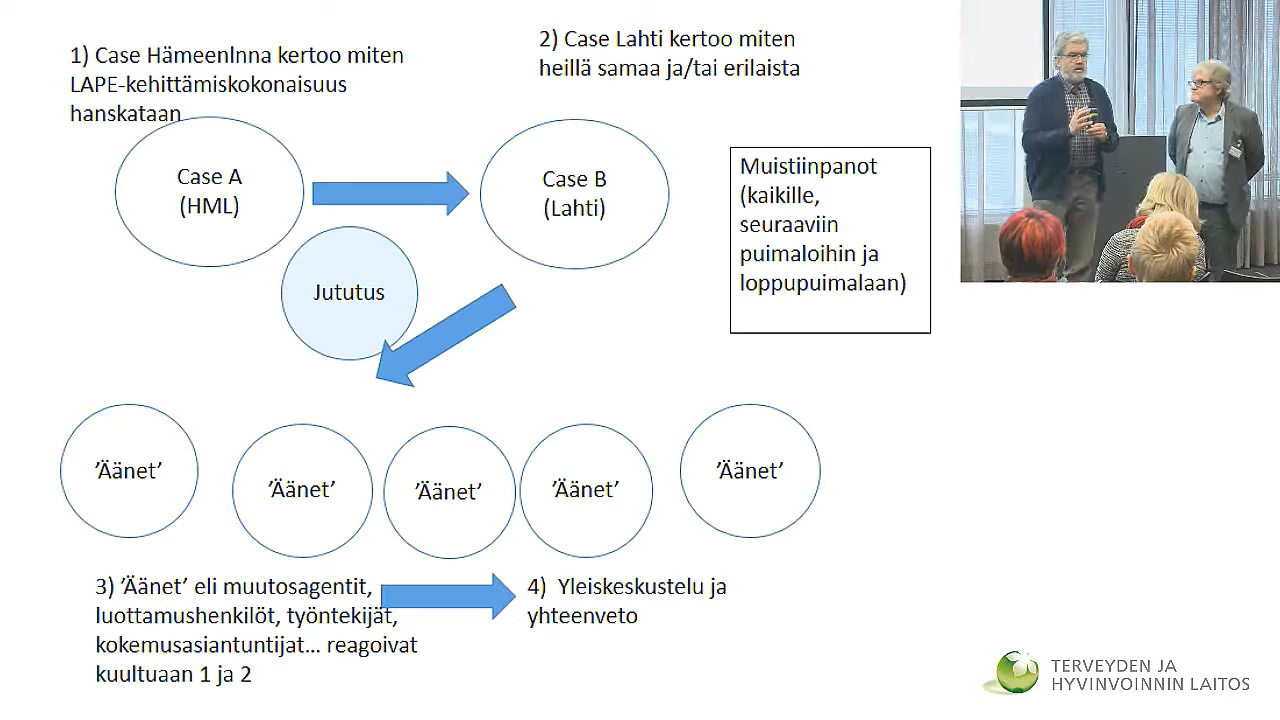 1) Case HämeenInna kertoo miten
LAPE-kehittämiskokonaisuus
hanskataan
2) Case Lahti kertoo miten
heillä samaa ja/tai erilaista
Case A
(HML)
Case B
(Lahti)
Muistiinpanot
(kaikille,
seuraaviin
puimaloihin ja
loppupuimalaan)
Jututus
’Äänet’
’Äänet’
’Äänet’
’Äänet’
’Äänet’
3) ’Äänet’ eli muutosagentit,
luottamushenkilöt, työntekijät,
kokemusasiantuntijat… reagoivat
kuultuaan 1 ja 2
4) Yleiskeskustelu ja
yhteenveto
TERVEYDEN JA
HYVINVOINNIN LAITOS